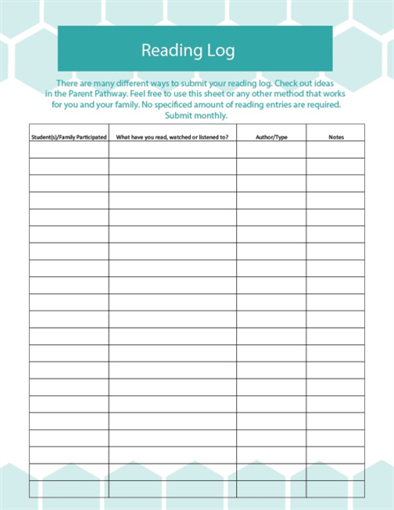 Reading Log
There are many different ways to submit your reading log. Check out ideas
in the Parent Pathway. Feel free to use this sheet or any other method that works
for you and your family. No specificed amount of reading entries are required.
Submit monthly.
Student(s)/Family Participated What have you read, watched or listened to? Author/Type Notes